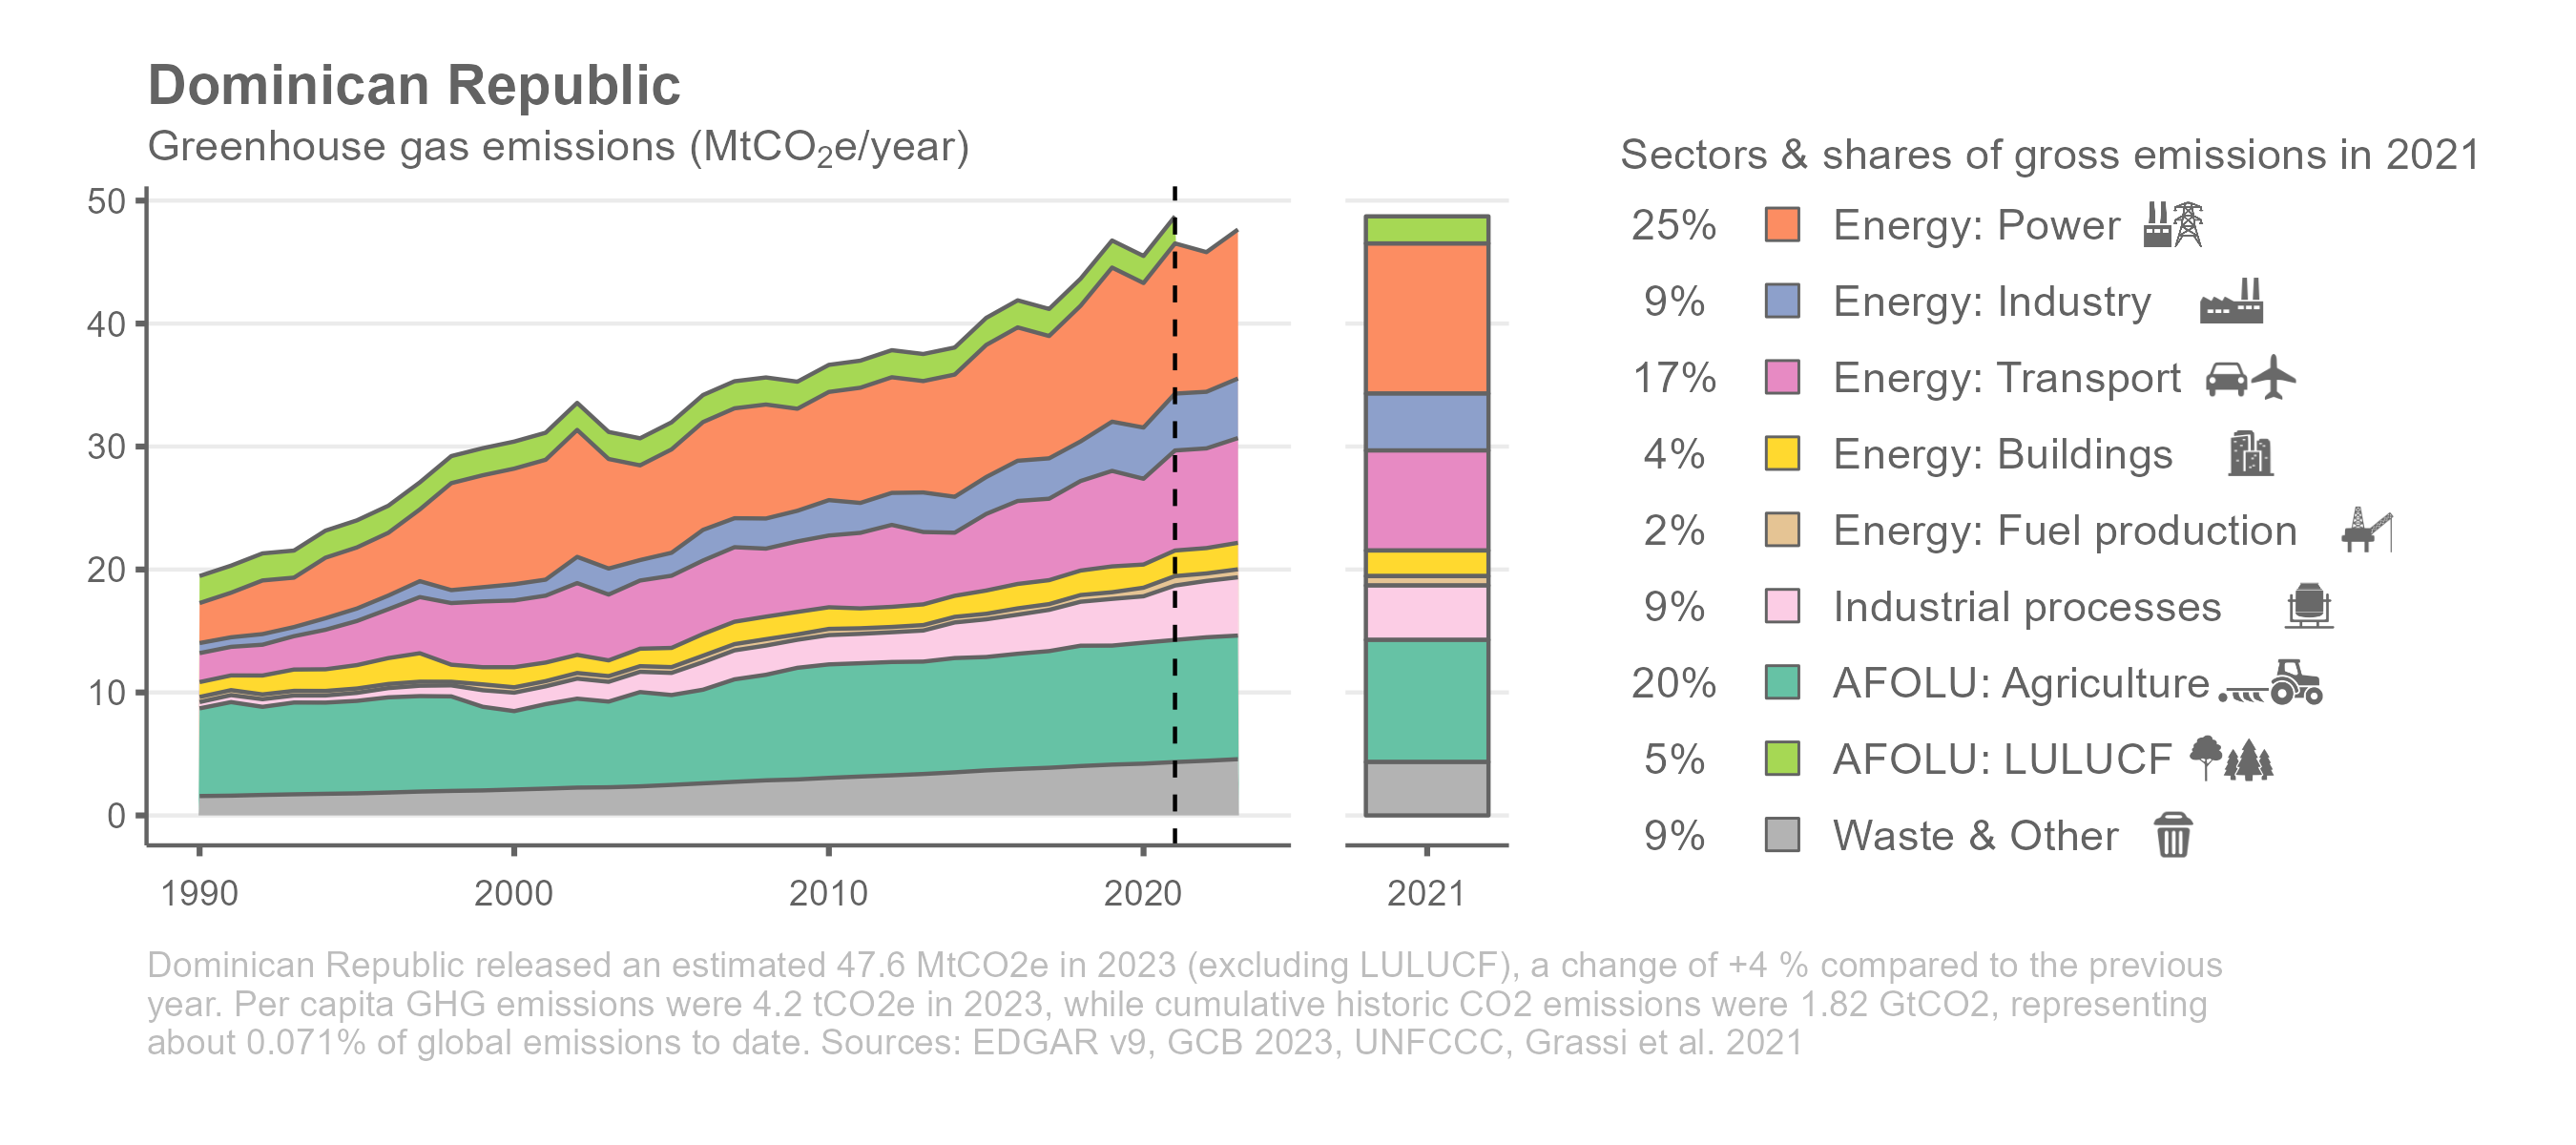 Dominican Republic
Greenhouse gas emissions (MtCO₂e/year)
50
40
30
20
10
0
1990
2000
2010
2020
2021
Sectors & shares of gross emissions in 2021
25% Energy: Power
9% Energy: Industry
17% Energy: Transport
4% Energy: Buildings
2% Energy: Fuel production
9% Industrial processes
20% AFOLU: Agriculture
5% AFOLU: LULUCF
9% Waste & Other
Dominican Republic released an estimated 47.6 MtCO2e in 2023 (excluding LULUCF), a change of +4 % compared to the previous
year. Per capita GHG emissions were 4.2 tCO2e in 2023, while cumulative historic CO2 emissions were 1.82 GtCO2, representing
about 0.071% of global emissions to date. Sources: EDGAR v9, GCB 2023, UNFCCC, Grassi et al. 2021